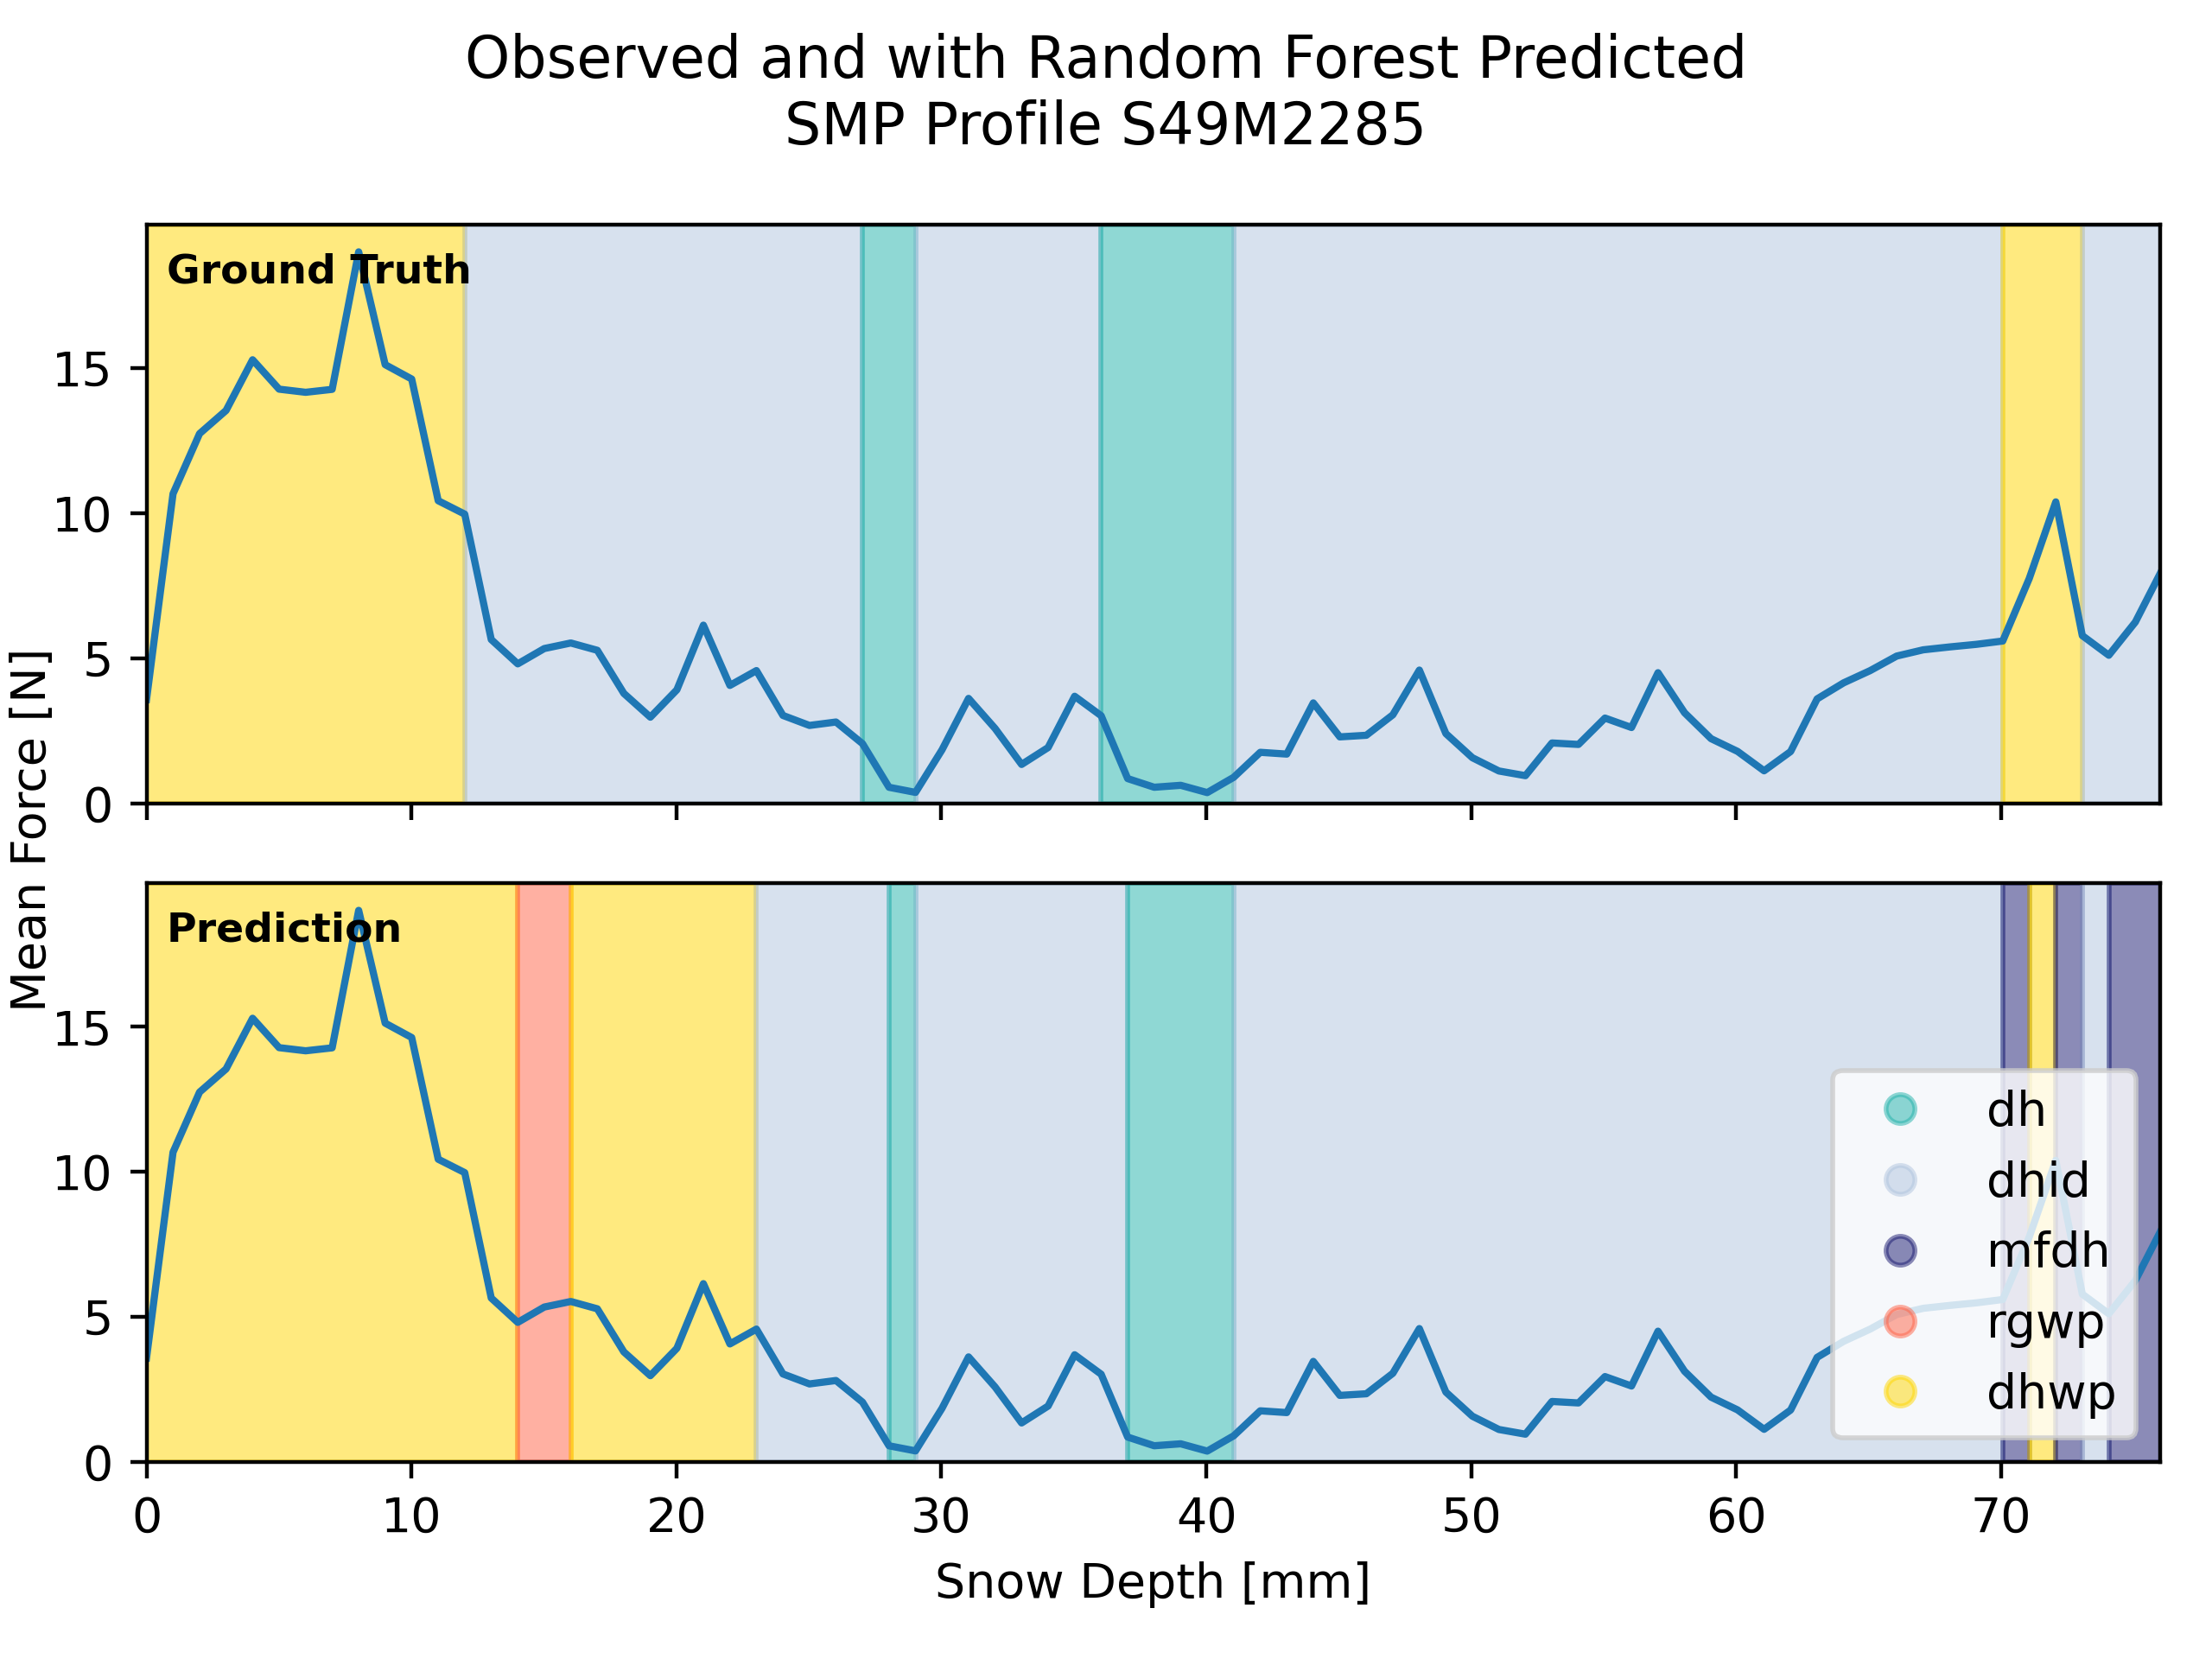 Observed and with Random Forest Predicted
SMP Profile S49M2285
Ground Truth
15
10
5
0
Mean Force [N]
Prediction
15
10
5
0
dh
dhid
mfdh
rgwp
dhwp
0 10 20 30 40 50 60 70
Snow Depth [mm]